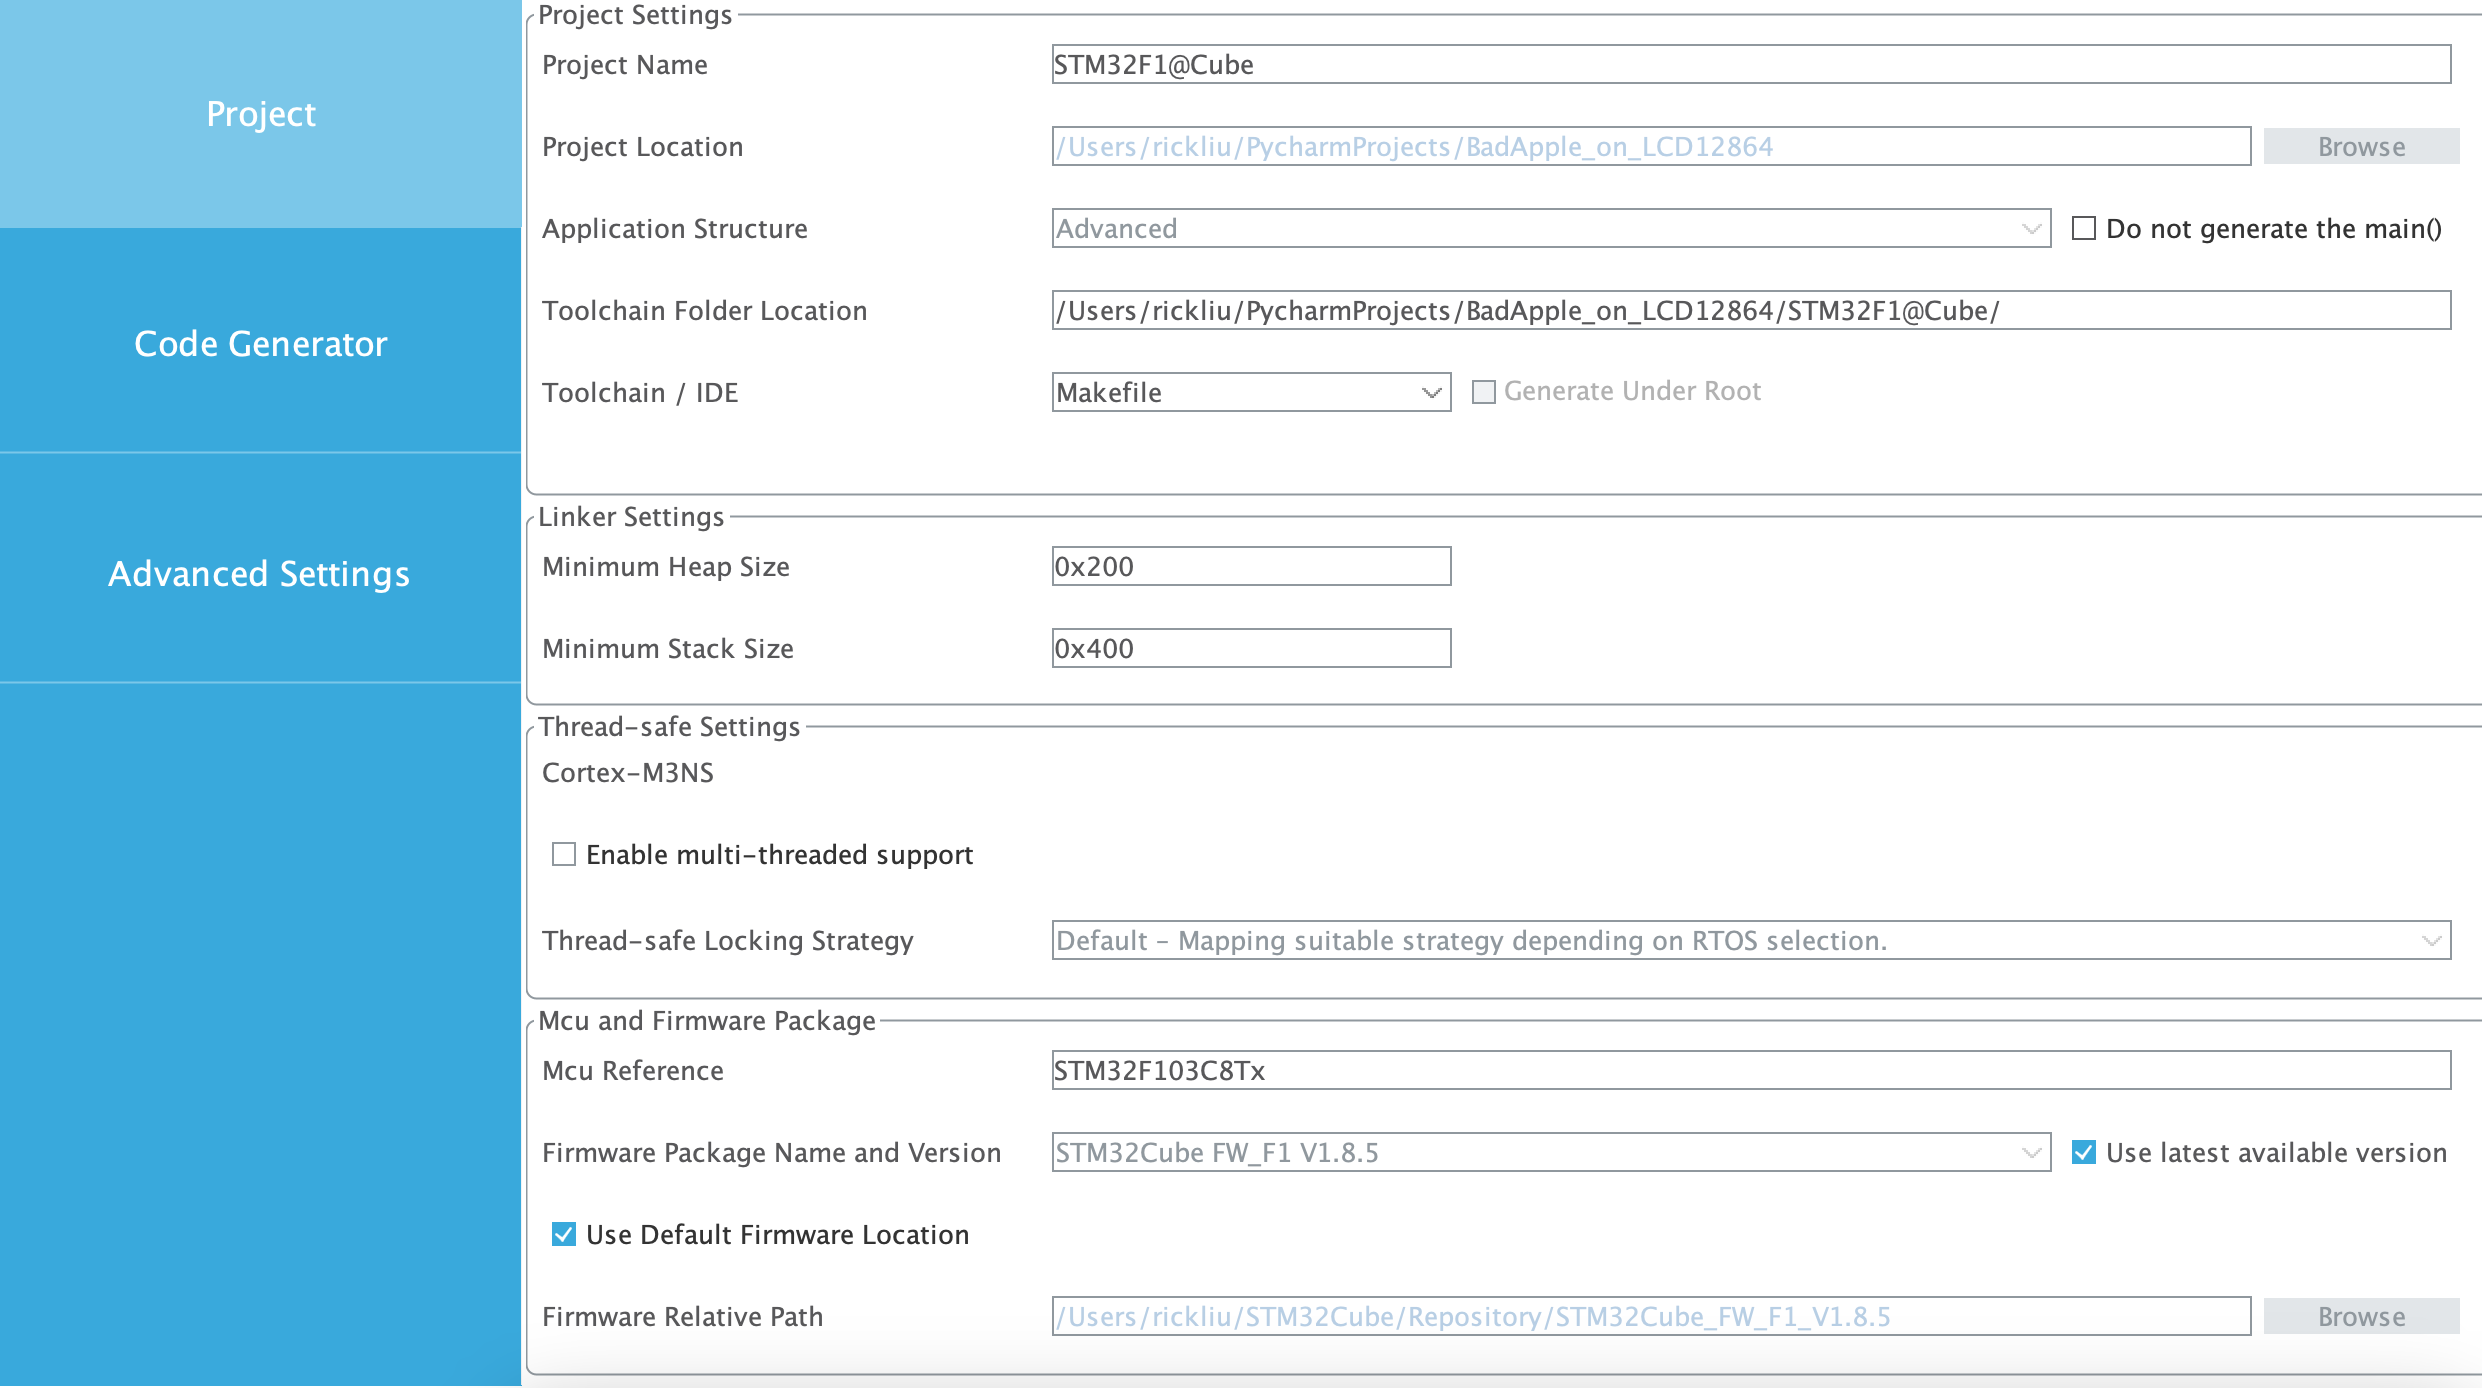 Project
Code Generator
Advanced Settings
Project Settings
Project Name STM32F1@Cube
Project Location /Users/rickliu/PycharmProjects/BadApple_on_LCD12864 Browse
Application Structure Advanced Do not generate the main()
Toolchain Folder Location /Users/rickliu/PycharmProjects/BadApple_on_LCD12864/STM32F1@Cube/
Toolchain / IDE Makefile Generate Under Root
Linker Settings
Minimum Heap Size 0x200
Minimum Stack Size 0x400
Thread-safe Settings
Cortex-M3NS
Enable multi-threaded support
Thread-safe Locking Strategy Default - Mapping suitable strategy depending on RTOS selection.
Mcu and Firmware Package
Mcu Reference STM32F103C8Tx
Firmware Package Name and Version STM32Cube FW_F1 V1.8.5 Use latest available version
Use Default Firmware Location
Firmware Relative Path /Users/rickliu/STM32Cube/Repository/STM32Cube_FW_F1_V1.8.5 Browse